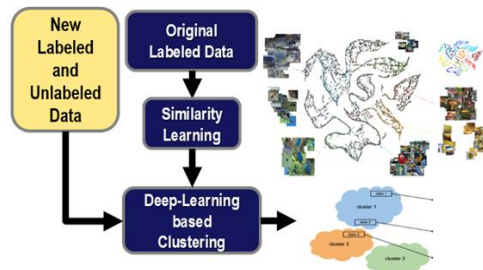 New
Labeled
and
Unlabeled
Data
Original
Labeled Data
Similarity
Learning
Deep-Learning
based
Clustering
cluster 1
cluster 2
cluster 3